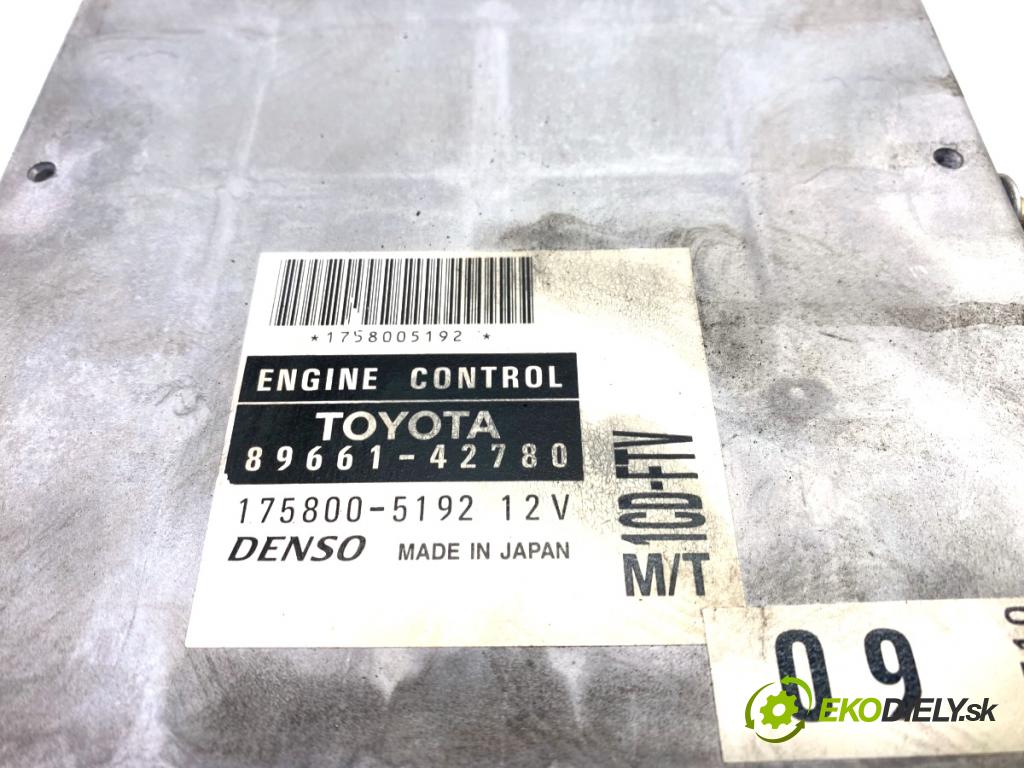 *1758005192 *
ENGINE CONTROL
TOYOTA
89661-42780
175800-5192 12V
DENSO MADE IN JAPAN
1CD-FTV
M/T
09
EKODIELY.sk